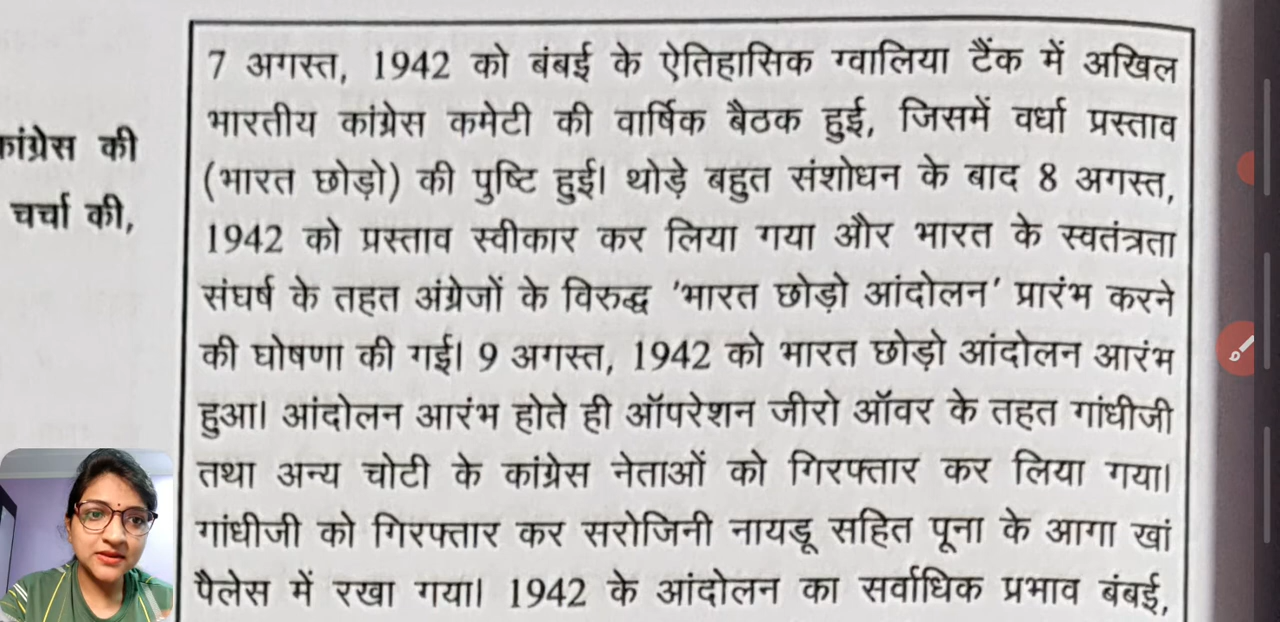 कांग्रेस की
चर्चा की,
7 अगस्त, 1942 को बंबई के ऐतिहासिक ग्वालिया टैंक में अखिल
भारतीय कांग्रेस कमेटी की वार्षिक बैठक हुई, जिसमें वर्धा प्रस्ताव
(भारत छोड़ो) की पुष्टि हुई। थोड़े बहुत संशोधन के बाद 8 अगस्त,
1942 को प्रस्ताव स्वीकार कर लिया गया और भारत के स्वतंत्रता
संघर्ष के तहत अंग्रेजों के विरुद्ध 'भारत छोड़ो आंदोलन' प्रारंभ करने
की घोषणा की गई। 9 अगस्त, 1942 को भारत छोड़ो आंदोलन आरंभ
हुआ। आंदोलन आरंभ होते ही ऑपरेशन जीरो ऑवर के तहत गांधीजी
तथा अन्य चोटी के कांग्रेस नेताओं को गिरफ्तार कर लिया गया।
गांधीजी को गिरफ्तार कर सरोजिनी नायडू सहित पूना के आगा खां
पैलेस में रखा गया। 1942 के आंदोलन का सर्वाधिक प्रभाव बंबई,